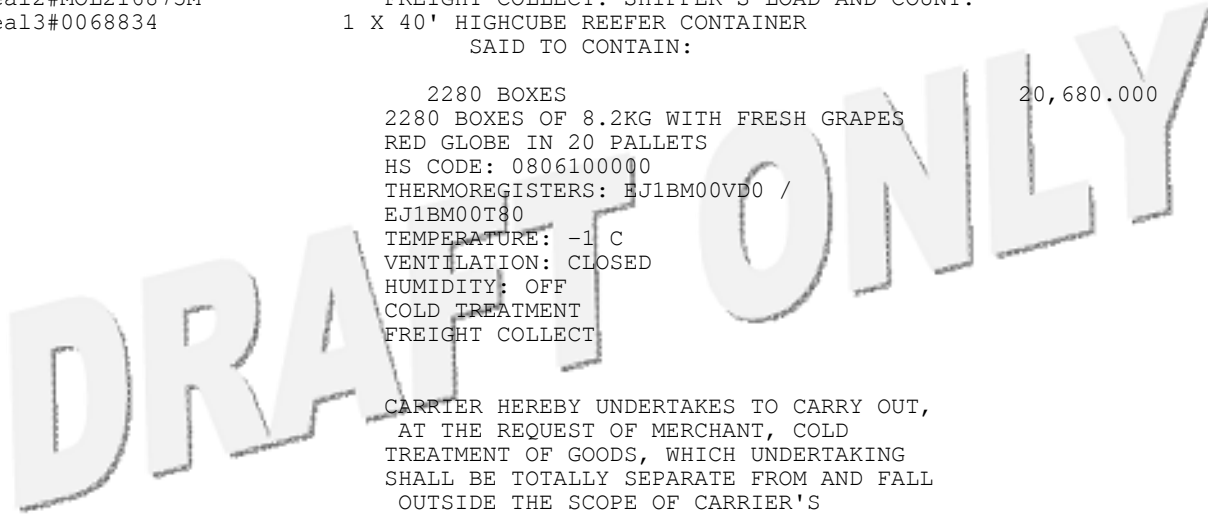 FREIGHT COLLECT. SHIPPER'S LOAD AND COUNT.
eal3#0068834 1 X 40' HIGHCUBE REEFER CONTAINER
SAID TO CONTAIN:
2280 BOXES 20,680.000
2280 BOXES OF 8.2KG WITH FRESH GRAPES
RED GLOBE IN 20 PALLETS
HS CODE: 0806100000
THERMOREGISTERS: EJ1BM00VD0 /
EJ1BM00T80
TEMPERATURE: -1 C
VENTILATION: CLOSED
HUMIDITY: OFF
COLD TREATMENT
FREIGHT COLLECT
CARRIER HEREBY UNDERTAKES TO CARRY OUT,
AT THE REQUEST OF MERCHANT, COLD
TREATMENT OF GOODS, WHICH UNDERTAKING
SHALL BE TOTALLY SEPARATE FROM AND FALL
OUTSIDE THE SCOPE OF CARRIER'S
DRAFT ONLY